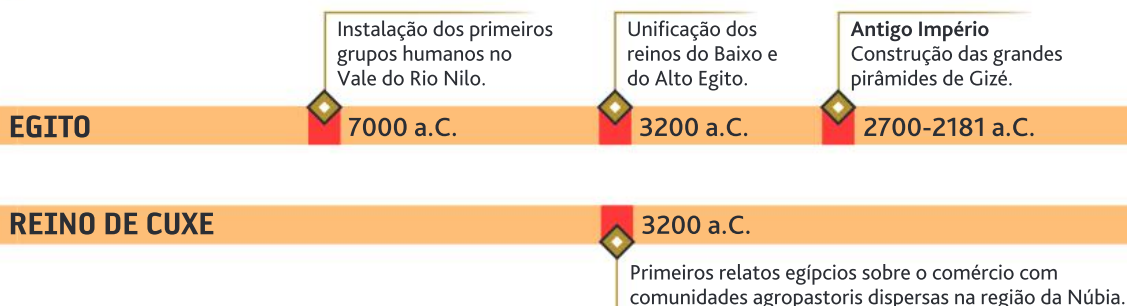 Instalação dos primeiros
grupos humanos no
Vale do Rio Nilo.
Unificação dos
reinos do Baixo e
do Alto Egito.
Antigo Império
Construção das grandes
pirâmides de Gizé.
EGITO
7000 a.C.
3200 a.C.
2700-2181 a.C.
REINO DE CUXE
3200 a.C.
Primeiros relatos egípcios sobre o comércio com
comunidades agropastoris dispersas na região da Núbia.